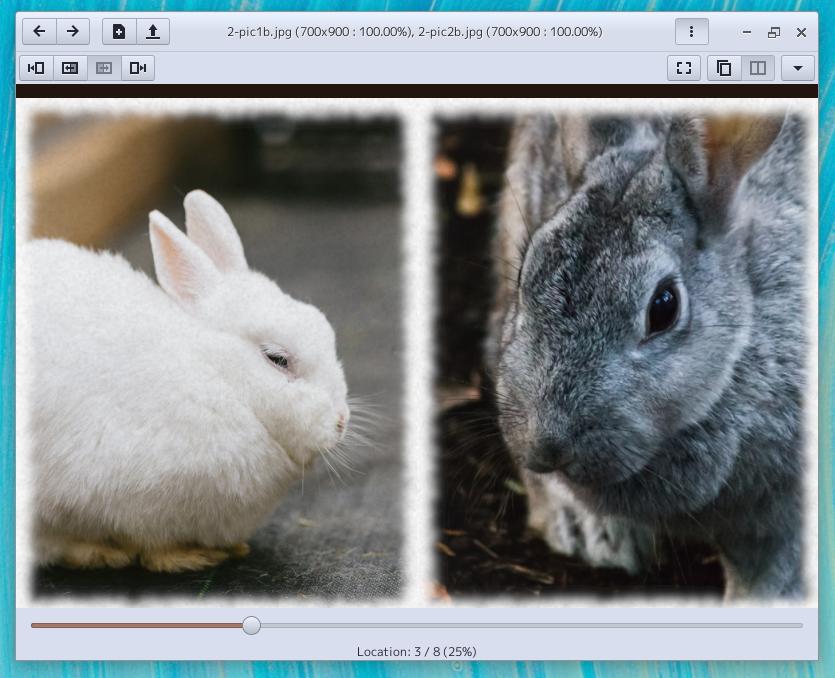 2-pic1b.jpg (700x900 : 100.00%), 2-pic2b.jpg (700x900 : 100.00%)
Location: 3 / 8 (25%)